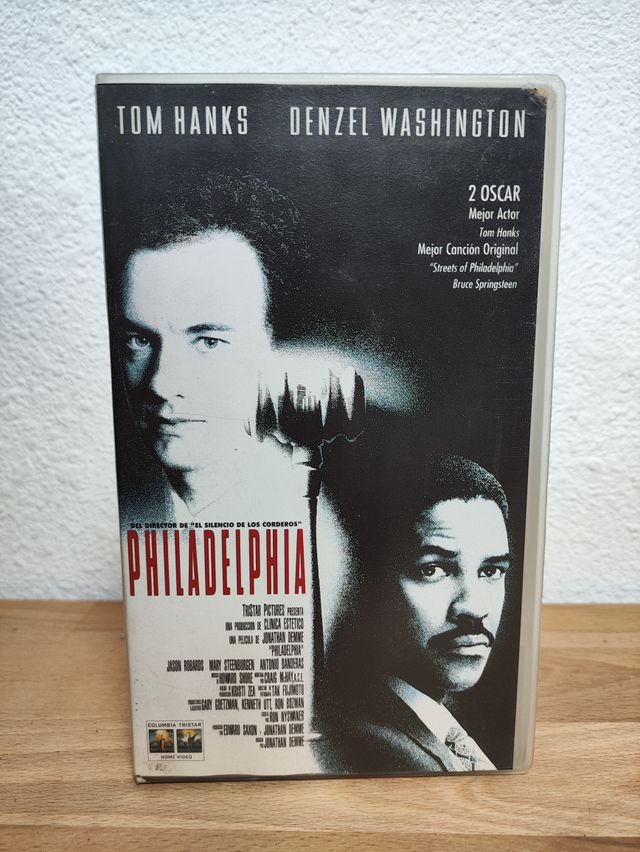 TOM HANKS DENZEL WASHINGTON
2 OSCAR
Mejor Actor
Tom Hanks
Mejor Canción Original
"Streets of Philadelphia"
Bruce Springsteen
DEL DIRECTOR DE "EL SILENCIO DE LOS CORDEROS"
PHILADELPHIA
TRISTAR PICTURES PRESENTA
UNA PRODUCCION DE CLINICA ESTETICO
UNA PELICULA DE JONATHAN DEMME
"PHILADELPHIA"
JASON ROBARDS MARY STEENBURGEN ANTONIO BANDERAS
HOWARD SHORE CRAIG McKAY, A.C.E.
KRISTI ZEA TAK FUJIMOTO
GARY GOETZMAN, KENNETH UTT, RON BOZMAN
RON NYSWANER
EDWARD SAXON JONATHAN DEMME
JONATHAN DEMME
COLUMBIA TRISTAR
HOME VIDEO